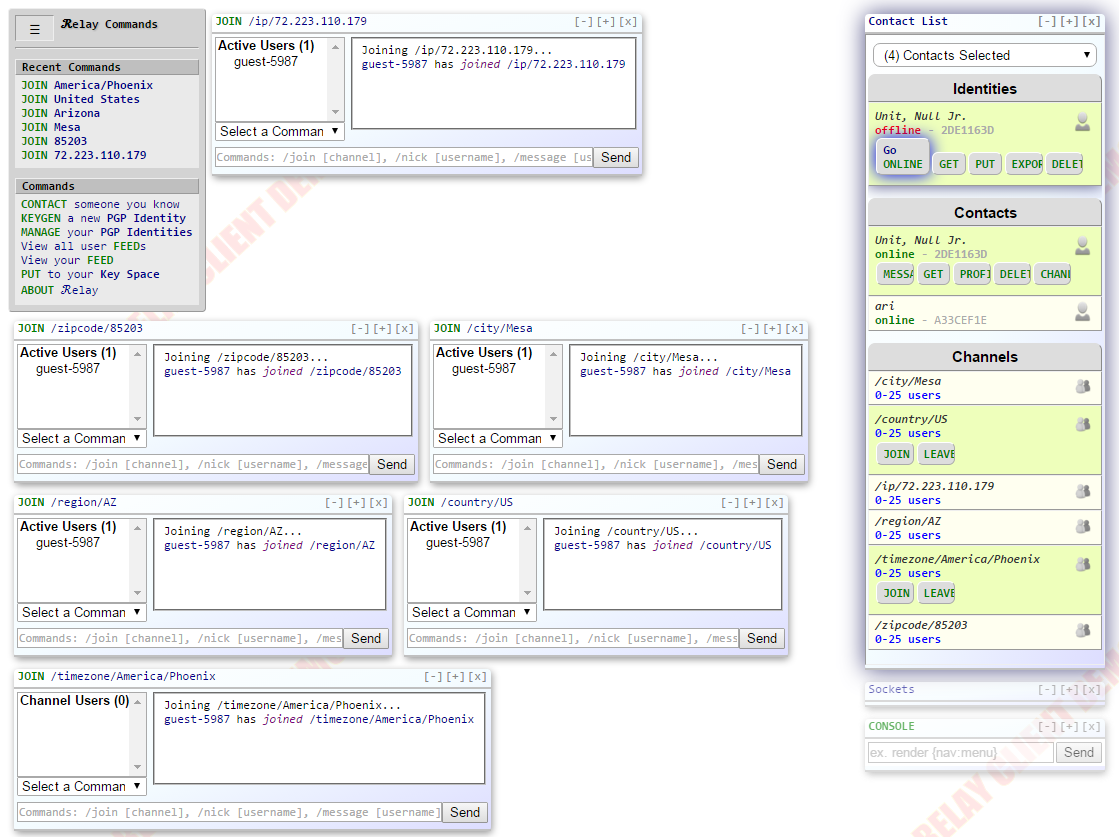 ☰ ℛelay Commands
Recent Commands
JOIN America/Phoenix
JOIN United States
JOIN Arizona
JOIN Mesa
JOIN 85203
JOIN 72.223.110.179
Commands
CONTACT someone you know
KEYGEN a new PGP Identity
MANAGE your PGP Identities
View all user FEEDs
View your FEED
PUT to your Key Space
ABOUT ℛelay
JOIN /ip/72.223.110.179 [-][+][x]
Active Users (1)
guest-5987
Select a Comman
Joining /ip/72.223.110.179...
guest-5987 has joined /ip/72.223.110.179
Commands: /join [channel], /nick [username], /message [us
Send
JOIN /zipcode/85203 [-][+][x]
Active Users (1)
guest-5987
Select a Comman
Joining /zipcode/85203...
guest-5987 has joined /zipcode/85203
Commands: /join [channel], /nick [username], /message
Send
JOIN /city/Mesa [-][+][x]
Active Users (1)
guest-5987
Select a Comman
Joining /city/Mesa...
guest-5987 has joined /city/Mesa
Commands: /join [channel], /nick [username], /mes
Send
JOIN /region/AZ [-][+][x]
Active Users (1)
guest-5987
Select a Comman
Joining /region/AZ...
guest-5987 has joined /region/AZ
Commands: /join [channel], /nick [username], /mes
Send
JOIN /country/US [-][+][x]
Active Users (1)
guest-5987
Select a Comman
Joining /country/US...
guest-5987 has joined /country/US
Commands: /join [channel], /nick [username], /mess
Send
JOIN /timezone/America/Phoenix [-][+][x]
Channel Users (0)
Select a Comman
Joining /timezone/America/Phoenix...
guest-5987 has joined /timezone/America/Phoenix
Commands: /join [channel], /nick [username], /message [username]
Send
Contact List [-][+][x]
(4) Contacts Selected
Identities
Unit, Null Jr.
offline - 2DE1163D
Go
ONLINE GET PUT EXPOR DELET
Contacts
Unit, Null Jr.
online - 2DE1163D
MESSA GET PROFI DELET CHANN
ari
online - A33CEF1E
Channels
/city/Mesa
0-25 users
/country/US
0-25 users
JOIN LEAVE
/ip/72.223.110.179
0-25 users
/region/AZ
0-25 users
/timezone/America/Phoenix
0-25 users
JOIN LEAVE
/zipcode/85203
0-25 users
Sockets [-][+][x]
CONSOLE [-][+][x]
ex. render {nav:menu}
Send
CLIENT DEM
RELAY CLIENT DEM